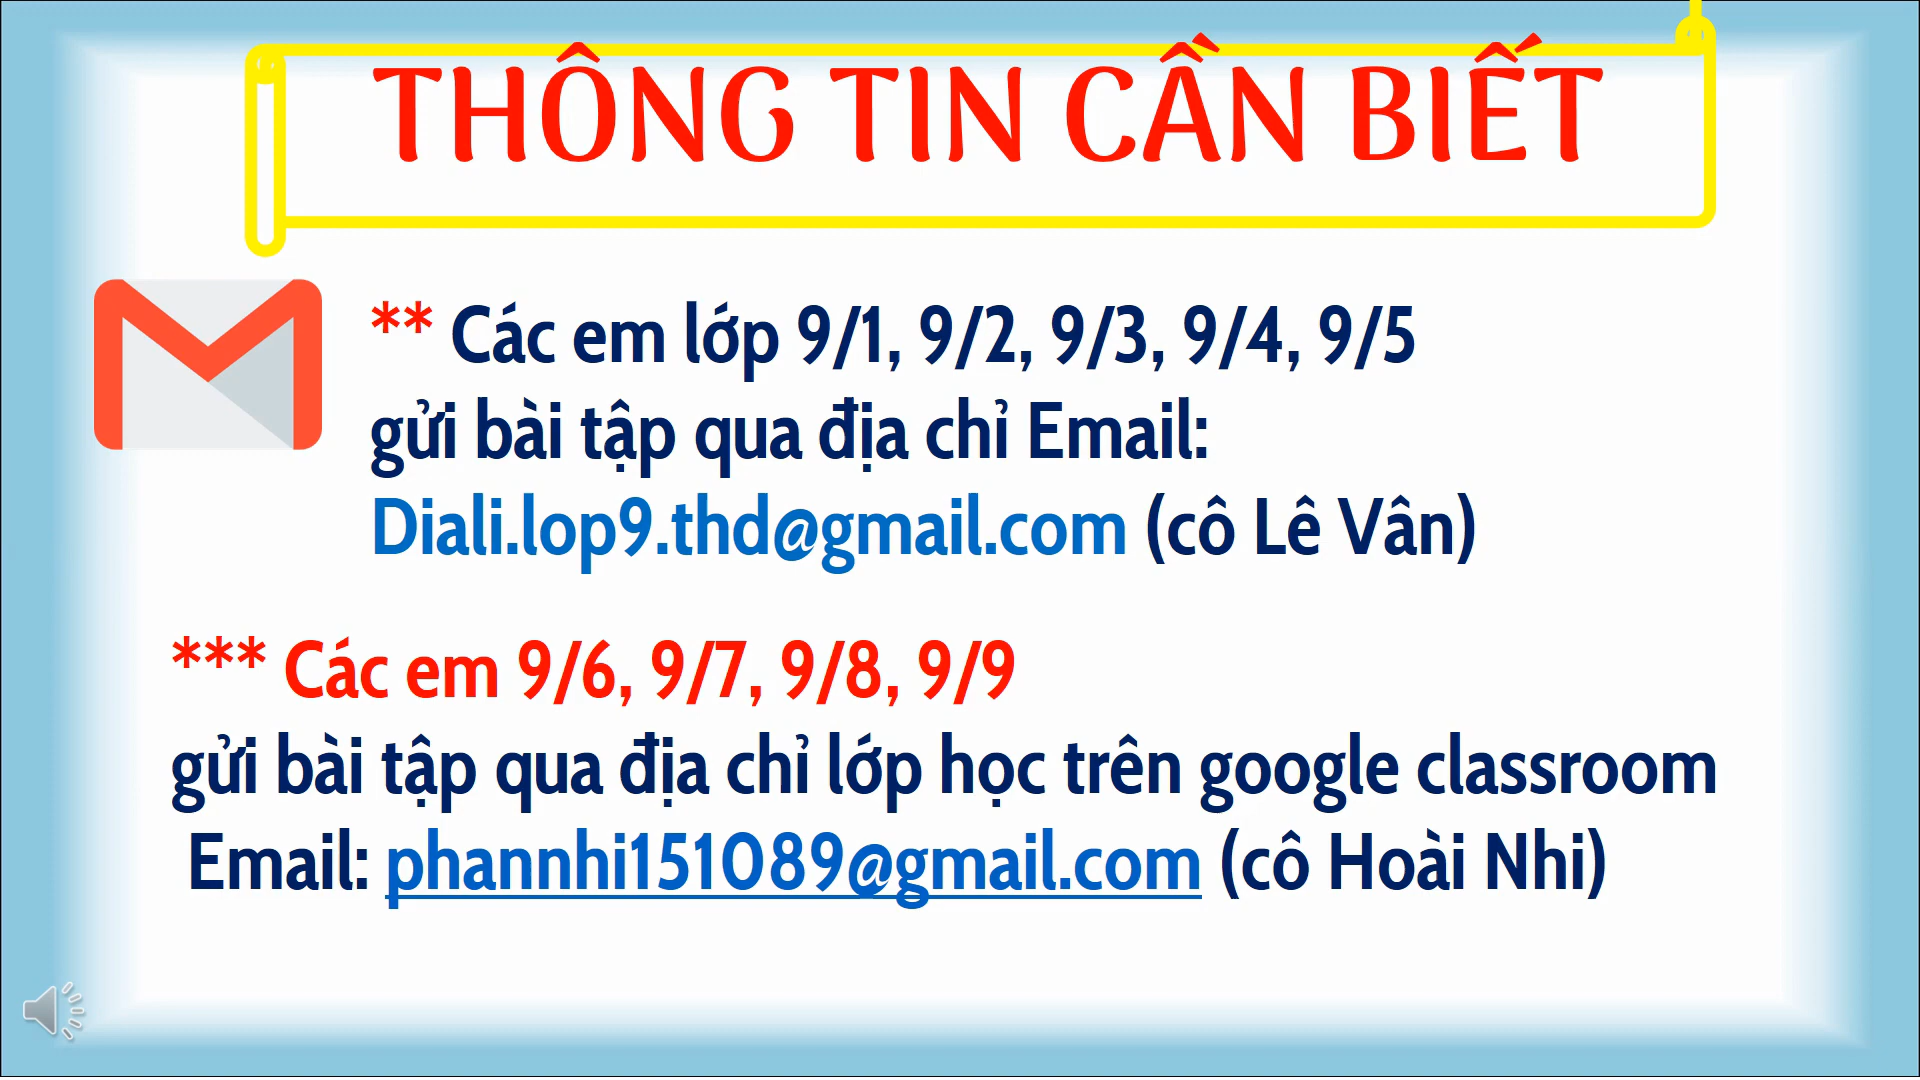 THÔNG TIN CẦN BIẾT
** Các em lớp 9/1, 9/2, 9/3, 9/4, 9/5
gửi bài tập qua địa chỉ Email:
Diali.lop9.thd@gmail.com (cô Lê Vân)
*** Các em 9/6, 9/7, 9/8, 9/9
gửi bài tập qua địa chỉ lớp học trên google classroom
Email: phannhi151089@gmail.com (cô Hoài Nhi)